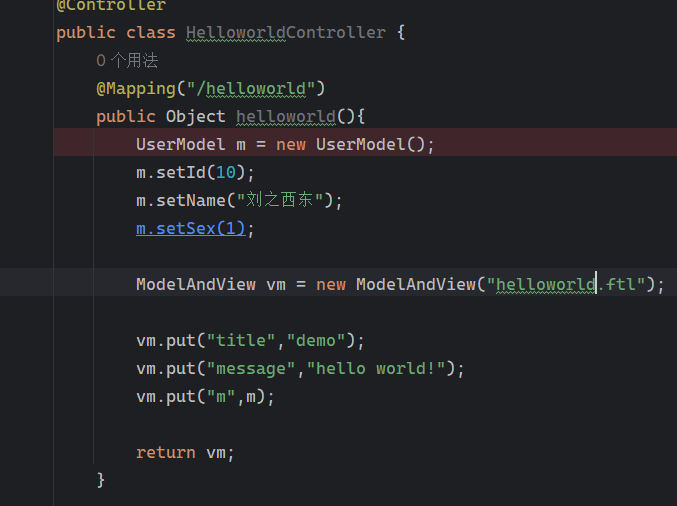 @Controller
public class HelloworldController {
0 个用法
@Mapping("/helloworld")
public Object helloworld(){
UserModel m = new UserModel();
m.setId(10);
m.setName("刘之西东");
m.setSex(1);
ModelAndView vm = new ModelAndView("helloworld.ftl");
vm.put("title","demo");
vm.put("message","hello world!");
vm.put("m",m);
return vm;
}